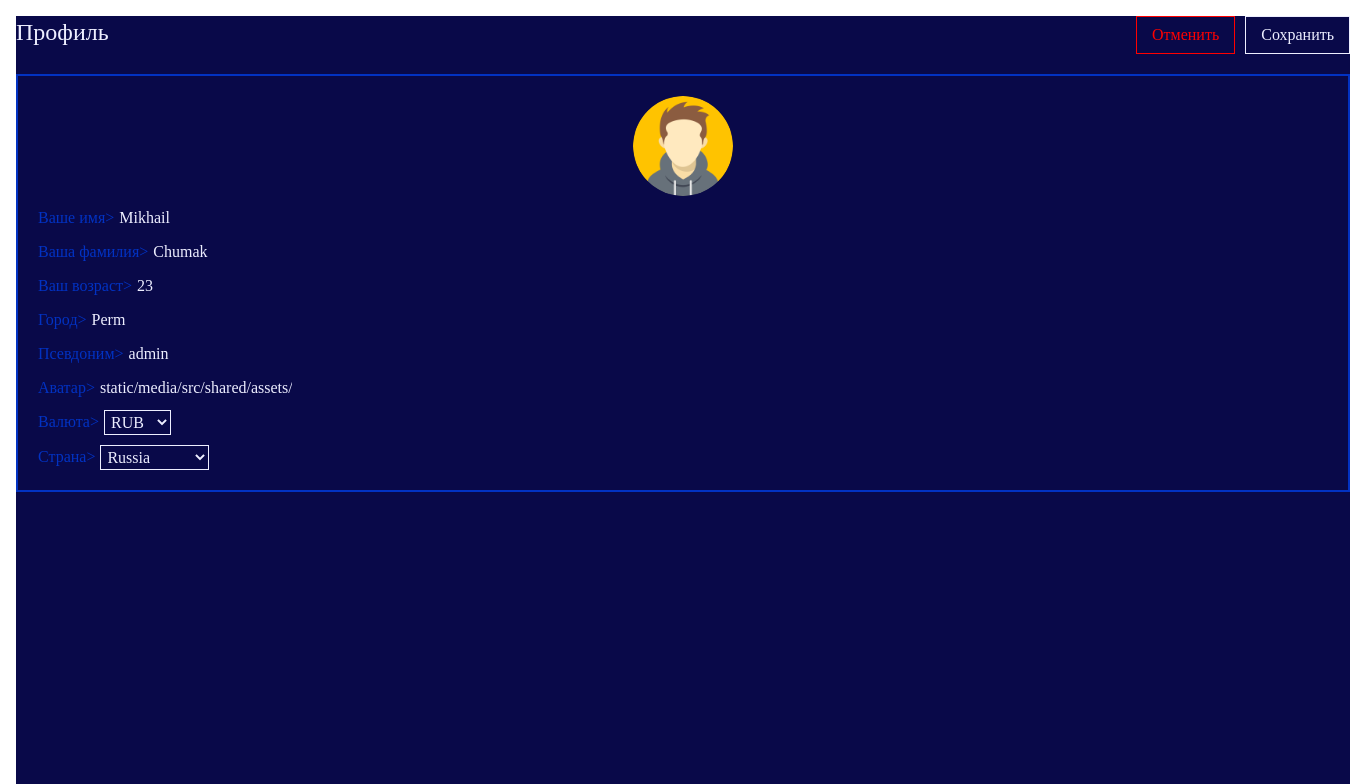 Профиль
Отменить
Сохранить
Ваше имя> Mikhail
Ваша фамилия> Chumak
Ваш возраст> 23
Город> Perm
Псевдоним> admin
Аватар> static/media/src/shared/assets/
Валюта> RUB
Страна> Russia